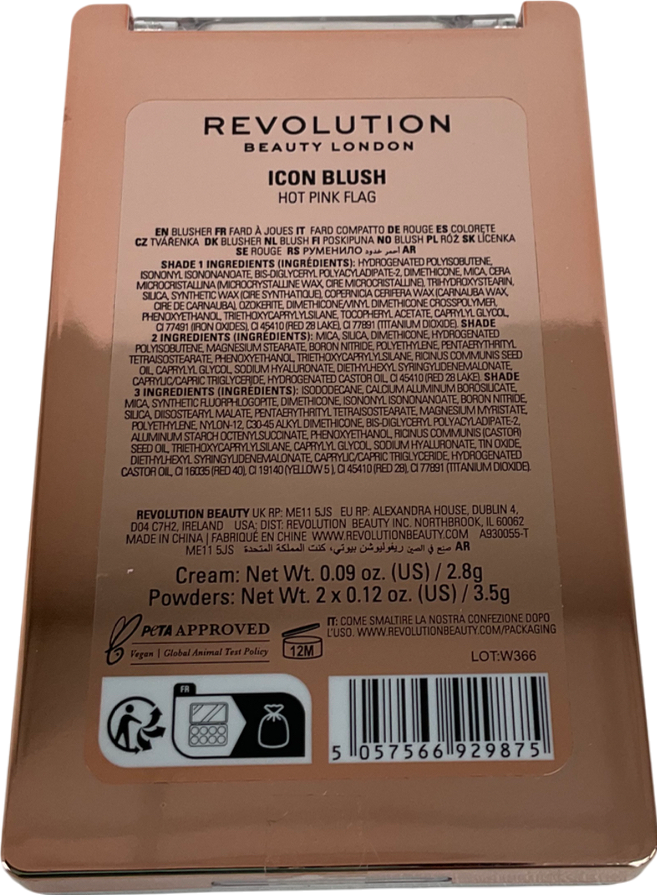 REVOLUTION
BEAUTY LONDON
ICON BLUSH
HOT PINK FLAG
EN BLUSHER FR FARD À JOUES IT FARD COMPATTO DE ROUGE ES COLORETE
CZ TVÁŘENKA DK BLUSHER NL BLUSH FI POSKIPUNA NO BLUSH PL RÓŻ SK LÍCENKA
SE ROUGE RS РУМЕНИЛО أحمر خدود AR
SHADE 1 INGREDIENTS (INGRÉDIENTS): HYDROGENATED POLYISOBUTENE,
ISONONYL ISONONANOATE, BIS-DIGLYCERYL POLYACYLADIPATE-2, DIMETHICONE, MICA, CERA
MICROCRISTALLINA (MICROCRYSTALLINE WAX, CIRE MICROCRISTALLINE), TRIHYDROXYSTEARIN,
SILICA, SYNTHETIC WAX (CIRE SYNTHATIQUE), COPERNICIA CERIFERA WAX (CARNAUBA WAX,
CIRE DE CARNAUBA), OZOKERITE, DIMETHICONE/VINYL DIMETHICONE CROSSPOLYMER,
PHENOXYETHANOL, TRIETHOXYCAPRYLYLSILANE, TOCOPHERYL ACETATE, CAPRYLYL GLYCOL,
CI 77491 (IRON OXIDES), CI 45410 (RED 28 LAKE), CI 77891 (TITANIUM DIOXIDE). SHADE
2 INGREDIENTS (INGRÉDIENTS): MICA, SILICA, DIMETHICONE, HYDROGENATED
POLYISOBUTENE, MAGNESIUM STEARATE, BORON NITRIDE, POLYETHYLENE, PENTAERYTHRITYL
TETRAISOSTEARATE, PHENOXYETHANOL, TRIETHOXYCAPRYLYLSILANE, RICINUS COMMUNIS SEED
OIL, CAPRYLYL GLYCOL, SODIUM HYALURONATE, DIETHYLHEXYL SYRINGYLIDENEMALONATE,
CAPRYLIC/CAPRIC TRIGLYCERIDE, HYDROGENATED CASTOR OIL, CI 45410 (RED 28 LAKE). SHADE
3 INGREDIENTS (INGRÉDIENTS): ISODODECANE, CALCIUM ALUMINUM BOROSILICATE,
MICA, SYNTHETIC FLUORPHLOGOPITE, DIMETHICONE, ISONONYL ISONONANOATE, BORON NITRIDE,
SILICA, DIISOSTEARYL MALATE, PENTAERYTHRITYL TETRAISOSTEARATE, MAGNESIUM MYRISTATE,
POLYETHYLENE, NYLON-12, C30-45 ALKYL DIMETHICONE, BIS-DIGLYCERYL POLYACYLADIPATE-2,
ALUMINUM STARCH OCTENYLSUCCINATE, PHENOXYETHANOL, RICINUS COMMUNIS (CASTOR)
SEED OIL, TRIETHOXYCAPRYLYLSILANE, CAPRYLYL GLYCOL, SODIUM HYALURONATE, TIN OXIDE,
DIETHYLHEXYL SYRINGYLIDENEMALONATE, CAPRYLIC/CAPRIC TRIGLYCERIDE, HYDROGENATED
CASTOR OIL, CI 16035 (RED 40), CI 19140 (YELLOW 5 ), CI 45410 (RED 28), CI 77891 (TITANIUM DIOXIDE).
REVOLUTION BEAUTY UK RP: ME11 5JS EU RP: ALEXANDRA HOUSE, DUBLIN 4,
D04 C7H2, IRELAND USA; DIST: REVOLUTION BEAUTY INC. NORTHBROOK, IL 60062
MADE IN CHINA | FABRIQUÉ EN CHINE WWW.REVOLUTIONBEAUTY.COM A930055-T
ME11 5JS صنع في الصين ريفوليوشن بيوتي، كنت المملكة المتحدة AR
Cream: Net Wt. 0.09 oz. (US) / 2.8g
Powders: Net Wt. 2 x 0.12 oz. (US) / 3.5g
PETA APPROVED
Vegan | Global Animal Test Policy
12M
IT: COME SMALTIRE LA NOSTRA CONFEZIONE DOPO
L'USO. WWW.REVOLUTIONBEAUTY.COM/PACKAGING
LOT:W366
FR
5 057566 929875